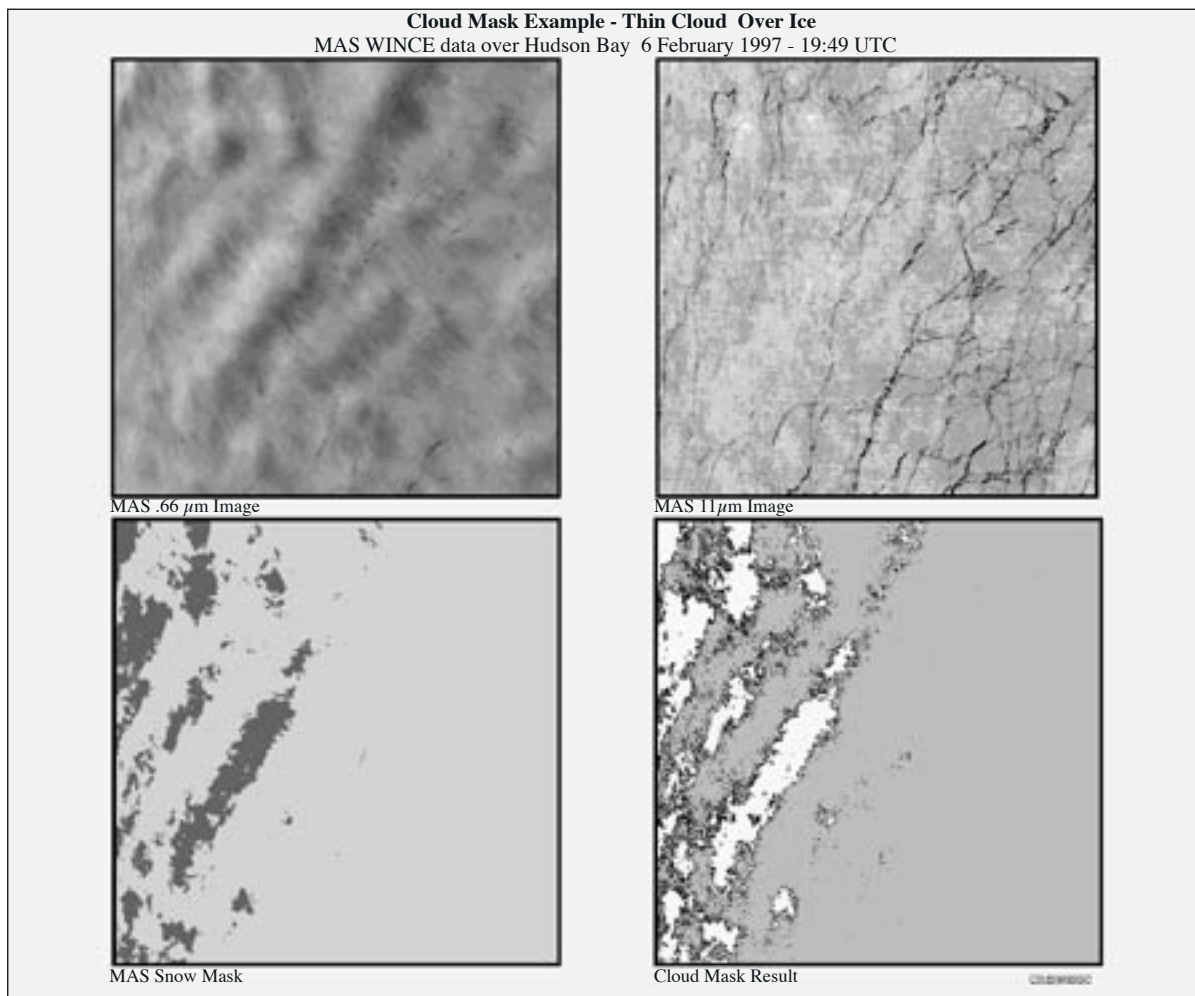 Cloud Mask Example - Thin Cloud Over Ice
MAS WINCE data over Hudson Bay 6 February 1997 - 19:49 UTC
MAS .66 µm Image
MAS 11µm Image
MAS Snow Mask
Cloud Mask Result